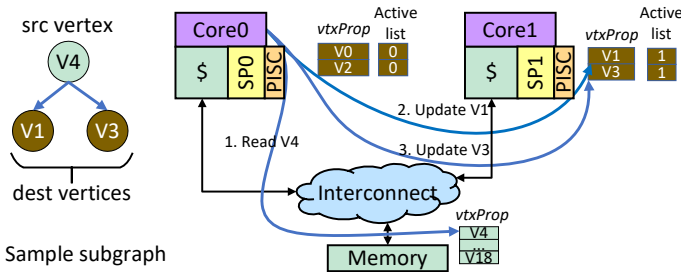 src vertex
V4
V1
V3
dest vertices
Sample subgraph
Core0
$
SP0
PISC
vtxProp
V0
V2
Active
list
0
0
Core1
$
SP1
PISC
vtxProp
V1
V3
Active
list
1
1
1. Read V4
2. Update V1
3. Update V3
Interconnect
Memory
vtxProp
V4
...
V18